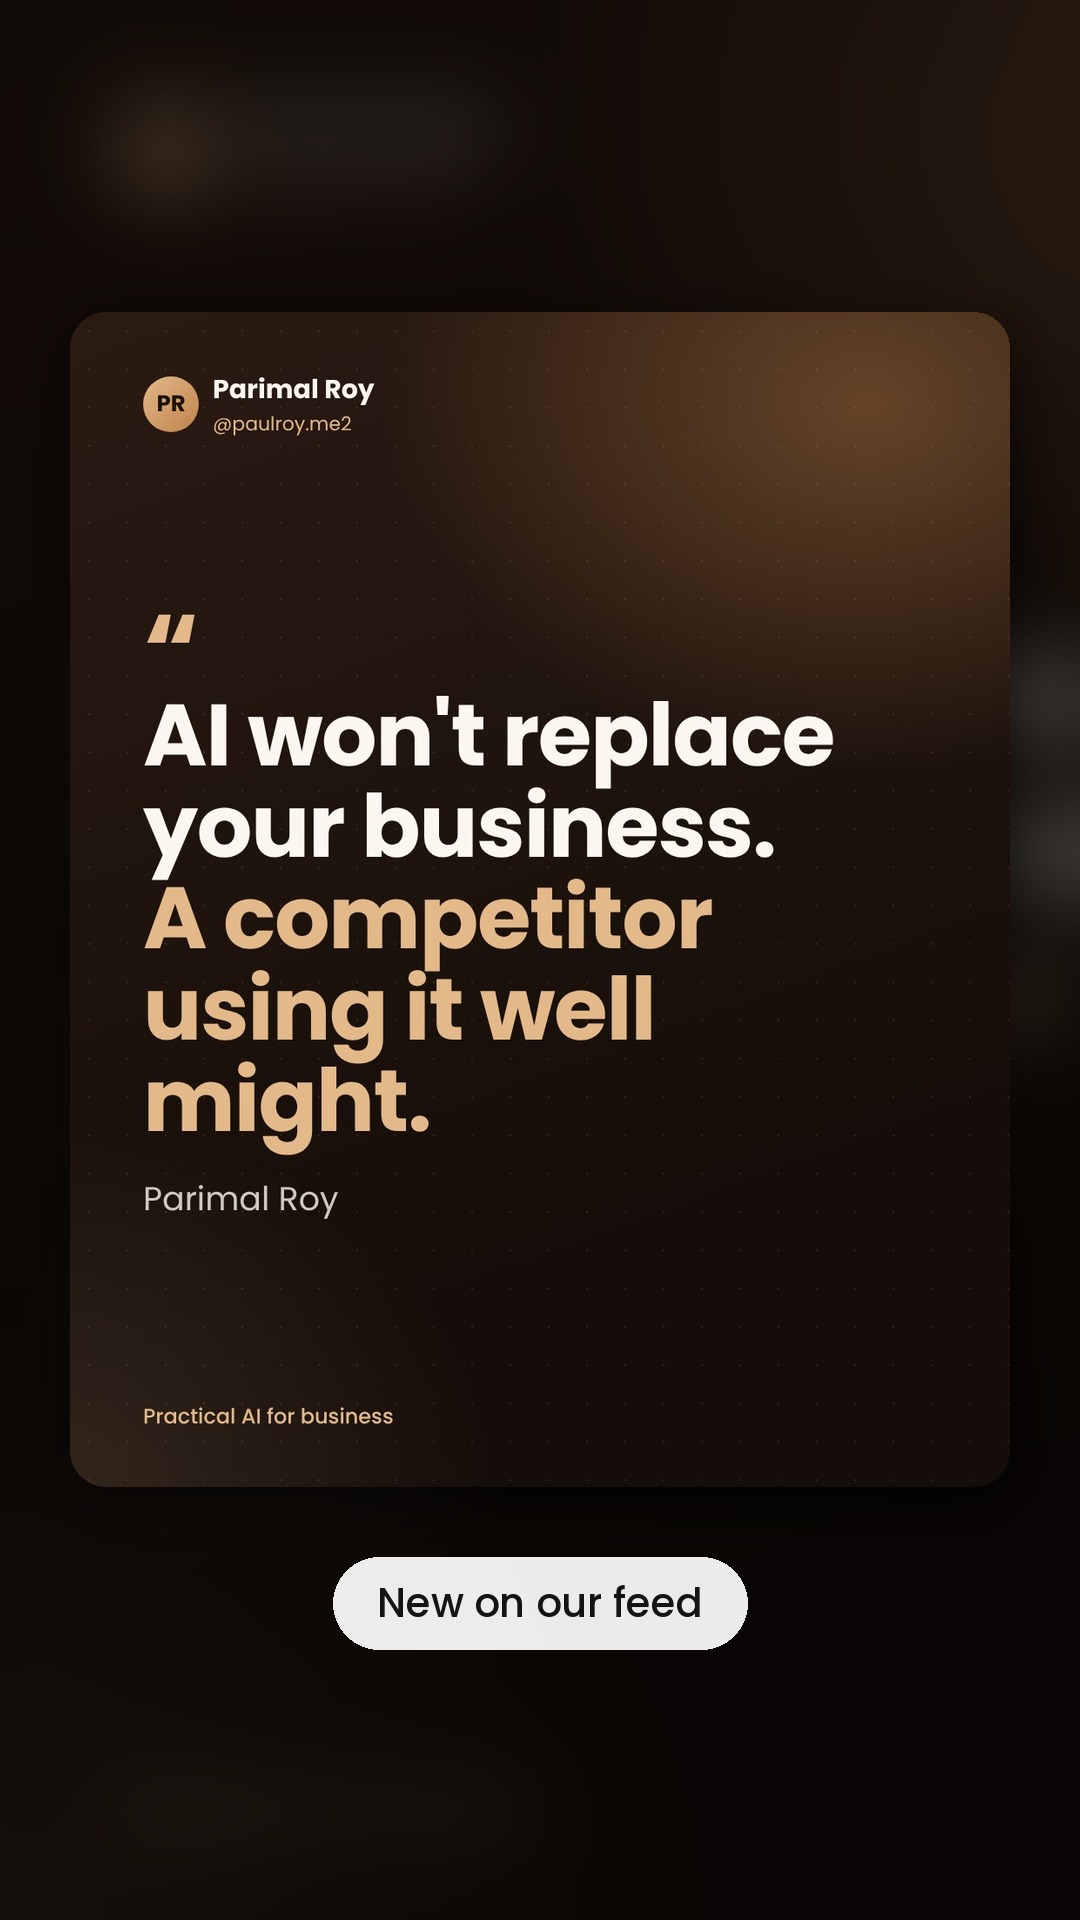 PR
Parimal Roy
@paulroy.me2
“
AI won't replace
your business.
A competitor
using it well
might.
Parimal Roy
Practical AI for business
New on our feed